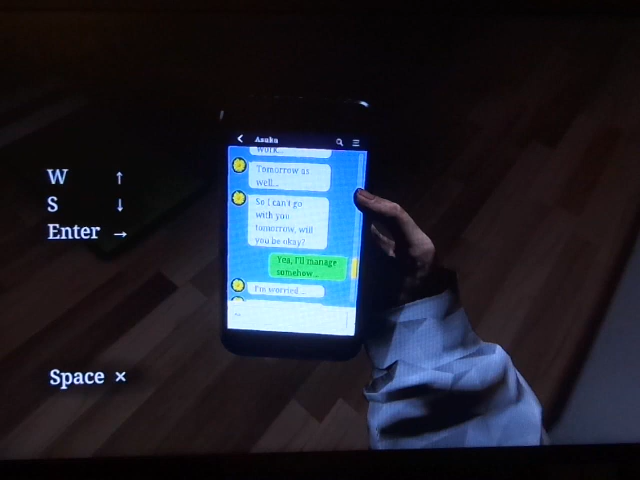 Asuka
work...
Tomorrow as
well...
So I can't go
with you
tomorrow, will
you be okay?
Yea, I'll manage
somehow...
I'm worried...
W ↑
S ↓
Enter →
Space ×